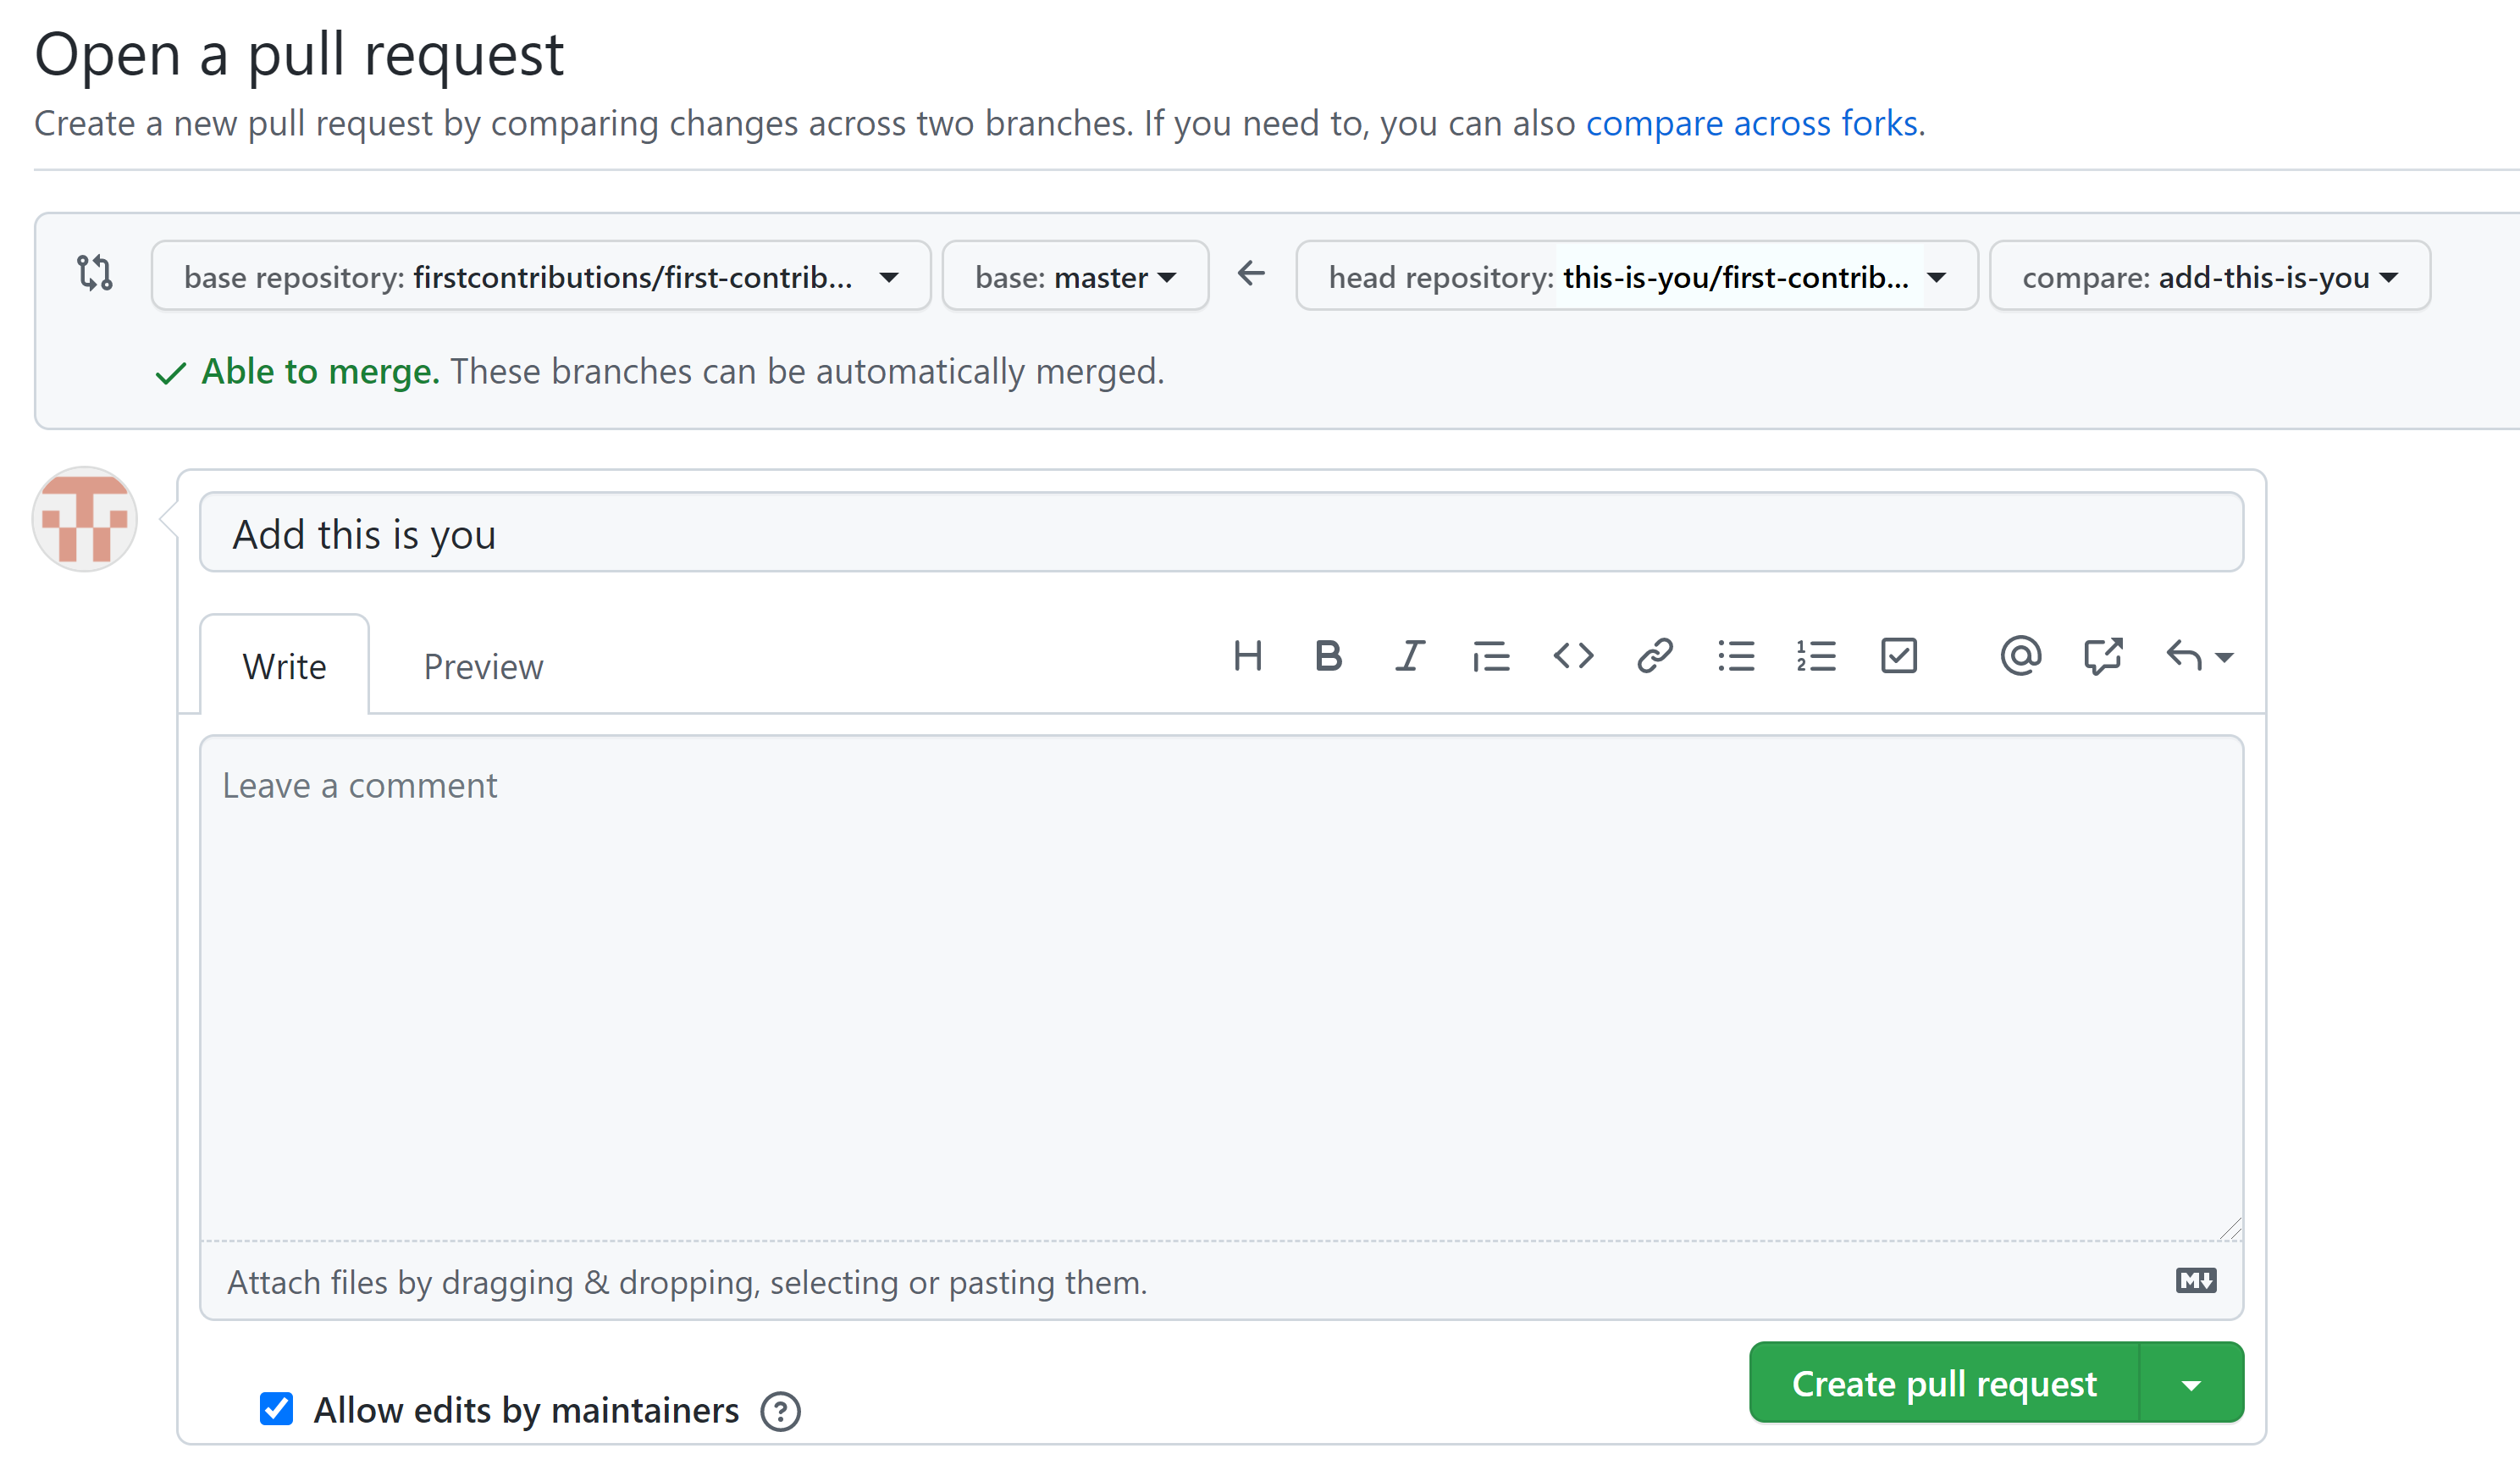 Open a pull request
Create a new pull request by comparing changes across two branches. If you need to, you can also compare across forks.
base repository: firstcontributions/first-contrib... base: master head repository: this-is-you/first-contrib... compare: add-this-is-you
Able to merge. These branches can be automatically merged.
Add this is you
Write Preview
Leave a comment
Attach files by dragging & dropping, selecting or pasting them.
Create pull request
Allow edits by maintainers